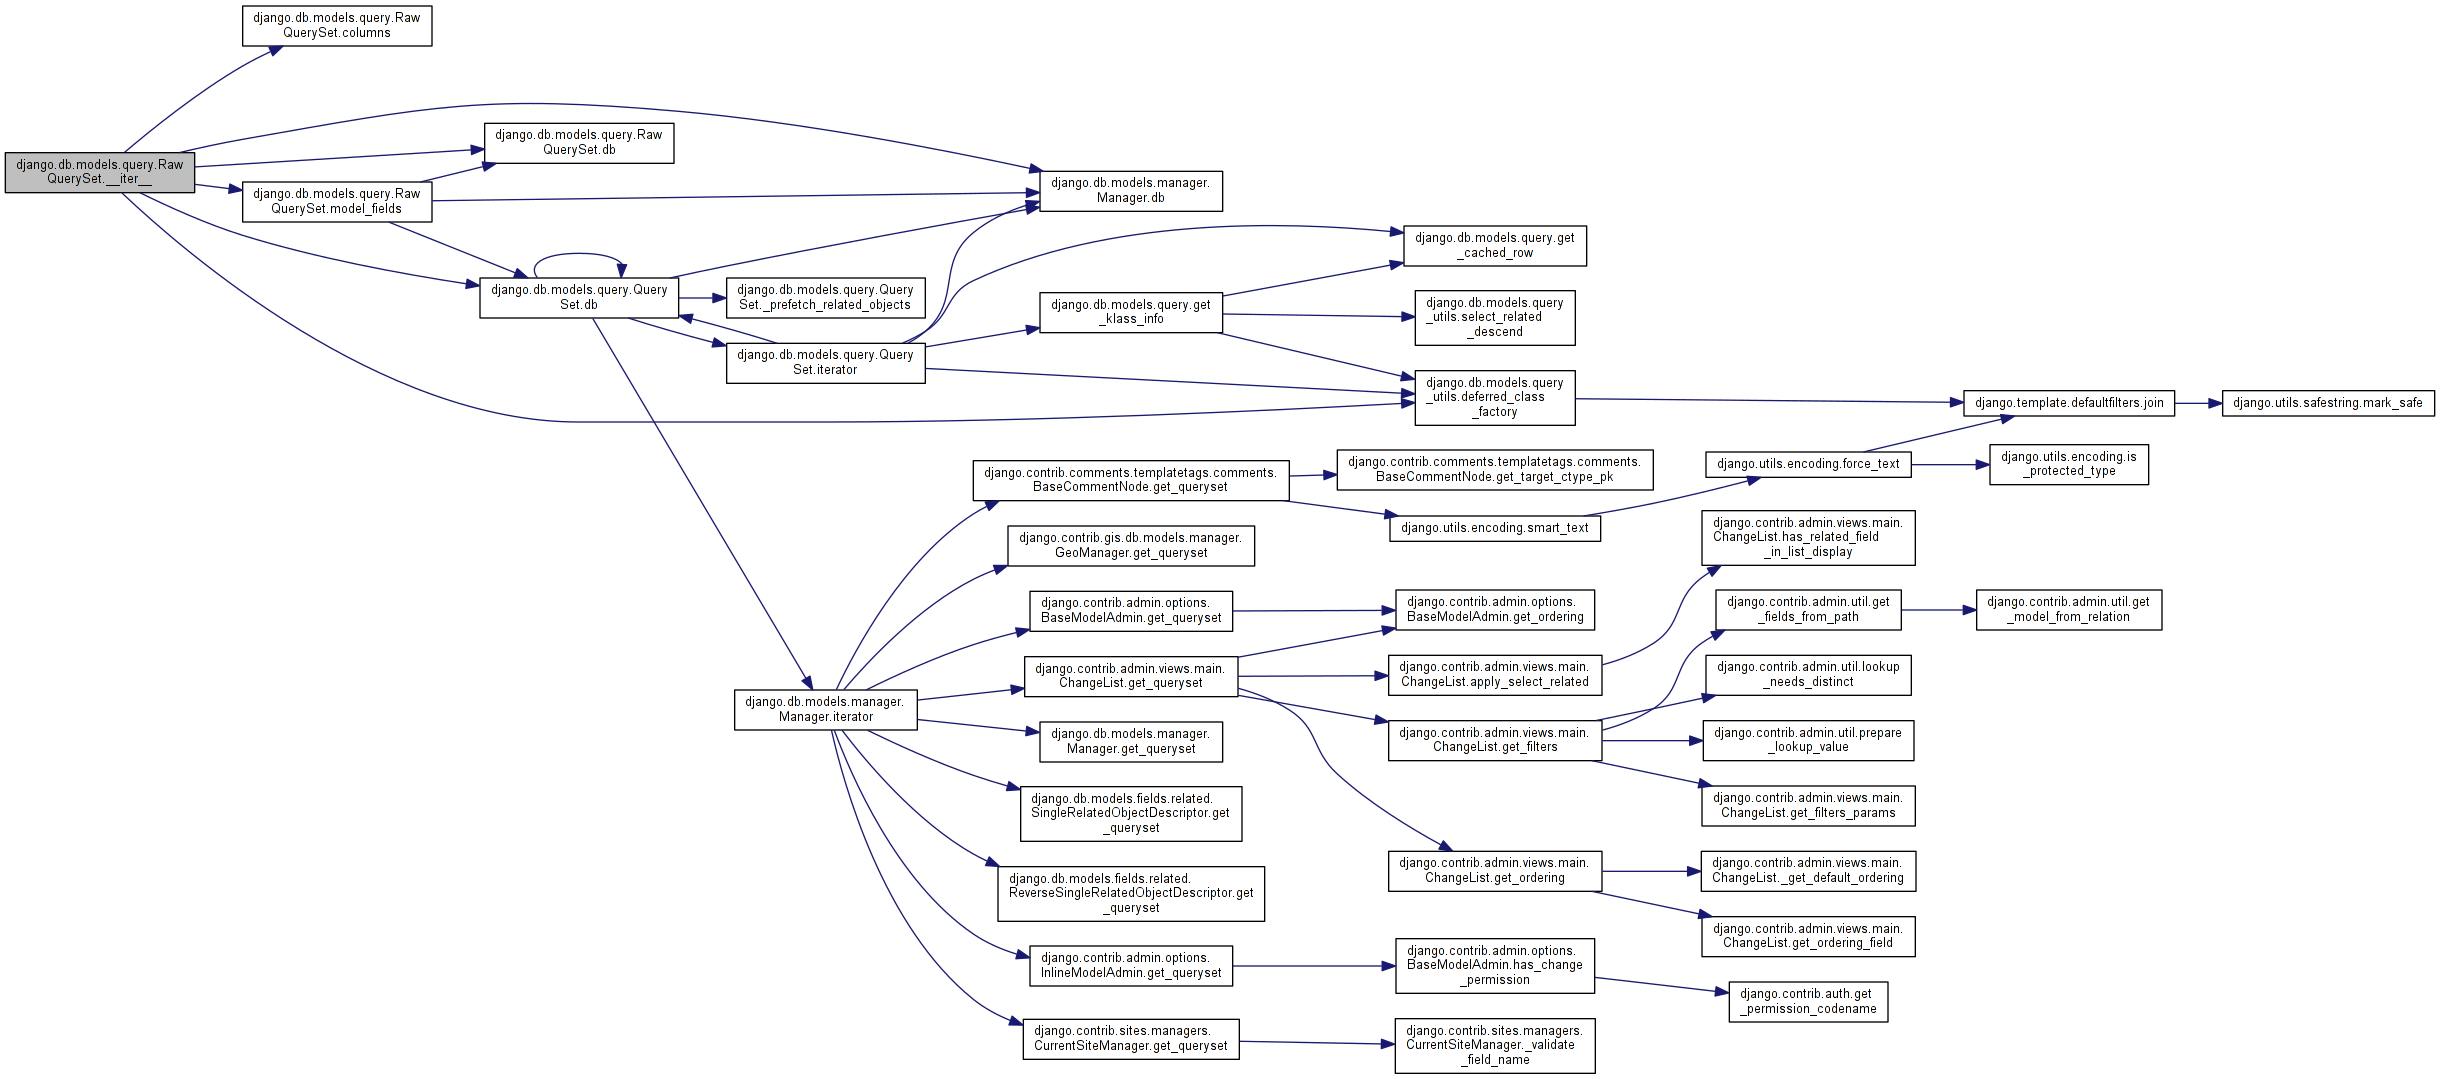 django.db.models.query.Raw
QuerySet.columns
django.db.models.query.Raw
QuerySet.__iter__
django.db.models.query.Raw
QuerySet.db
django.db.models.query.Raw
QuerySet.model_fields
django.db.models.manager.
Manager.db
django.db.models.query.Query
Set.db
django.db.models.query.Query
Set._prefetch_related_objects
django.db.models.query.Query
Set.iterator
django.db.models.query.get
_cached_row
django.db.models.query.get
_klass_info
django.db.models.query
_utils.select_related
_descend
django.db.models.query
_utils.deferred_class
_factory
django.template.defaultfilters.join
django.utils.safestring.mark_safe
django.contrib.comments.templatetags.comments.
BaseCommentNode.get_queryset
django.contrib.comments.templatetags.comments.
BaseCommentNode.get_target_ctype_pk
django.utils.encoding.force_text
django.utils.encoding.is
_protected_type
django.utils.encoding.smart_text
django.contrib.gis.db.models.manager.
GeoManager.get_queryset
django.contrib.admin.views.main.
ChangeList.has_related_field
_in_list_display
django.contrib.admin.options.
BaseModelAdmin.get_queryset
django.contrib.admin.options.
BaseModelAdmin.get_ordering
django.contrib.admin.util.get
_fields_from_path
django.contrib.admin.util.get
_model_from_relation
django.contrib.admin.views.main.
ChangeList.get_queryset
django.contrib.admin.views.main.
ChangeList.apply_select_related
django.contrib.admin.util.lookup
_needs_distinct
django.db.models.manager.
Manager.iterator
django.db.models.manager.
Manager.get_queryset
django.contrib.admin.views.main.
ChangeList.get_filters
django.contrib.admin.util.prepare
_lookup_value
django.db.models.fields.related.
SingleRelatedObjectDescriptor.get
_queryset
django.contrib.admin.views.main.
ChangeList.get_filters_params
django.db.models.fields.related.
ReverseSingleRelatedObjectDescriptor.get
_queryset
django.contrib.admin.views.main.
ChangeList.get_ordering
django.contrib.admin.views.main.
ChangeList._get_default_ordering
django.contrib.admin.views.main.
ChangeList.get_ordering_field
django.contrib.admin.options.
InlineModelAdmin.get_queryset
django.contrib.admin.options.
BaseModelAdmin.has_change
_permission
django.contrib.auth.get
_permission_codename
django.contrib.sites.managers.
CurrentSiteManager.get_queryset
django.contrib.sites.managers.
CurrentSiteManager._validate
_field_name